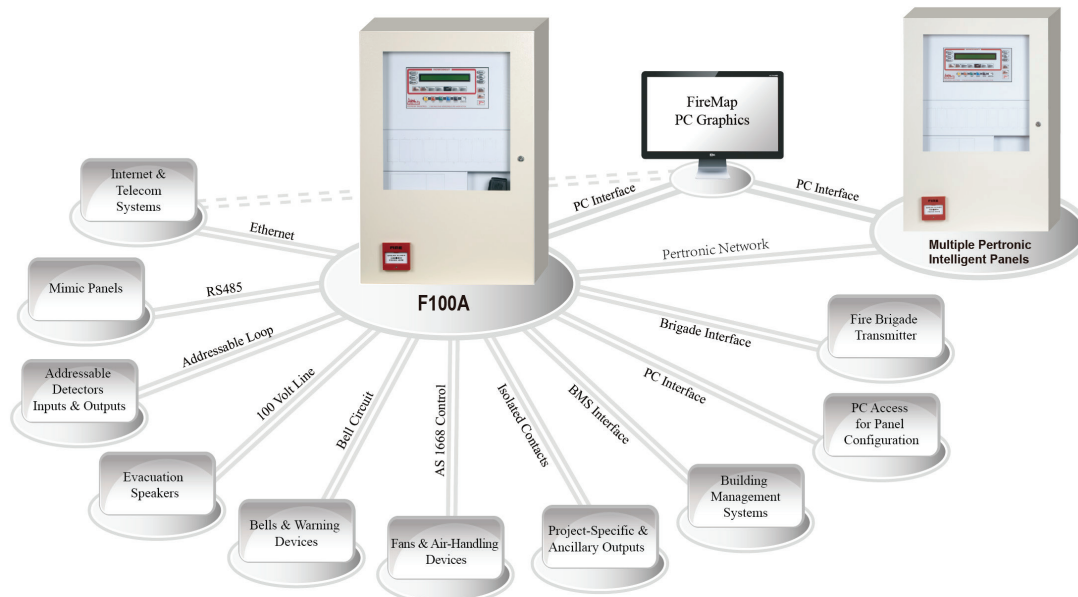 FireMap
PC Graphics
Internet &
Telecom
Systems
Ethernet
PC Interface
PC Interface
Multiple Pertronic
Intelligent Panels
Pertronic Network
Mimic Panels
RS485
F100A
FIRE
Brigade Interface
Fire Brigade
Transmitter
Addressable Loop
Addressable
Detectors
Inputs & Outputs
PC Interface
PC Access
for Panel
Configuration
100 Volt Line
Evacuation
Speakers
Bell Circuit
Bells & Warning
Devices
AS 1668 Control
Fans & Air-Handling
Devices
Isolated Contacts
Project-Specific &
Ancillary Outputs
BMS Interface
Building
Management
Systems